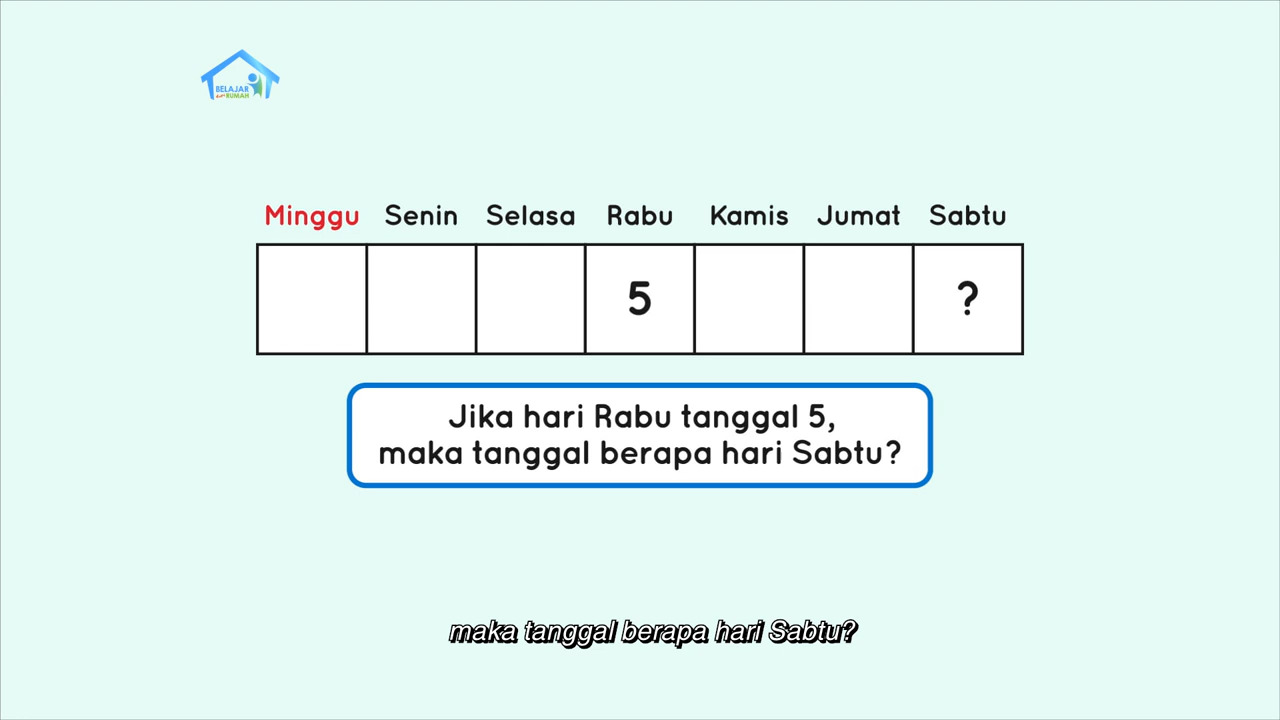 BELAJAR
dari RUMAH
Minggu Senin Selasa Rabu Kamis Jumat Sabtu
5 ?
Jika hari Rabu tanggal 5,
maka tanggal berapa hari Sabtu?
maka tanggal berapa hari Sabtu?